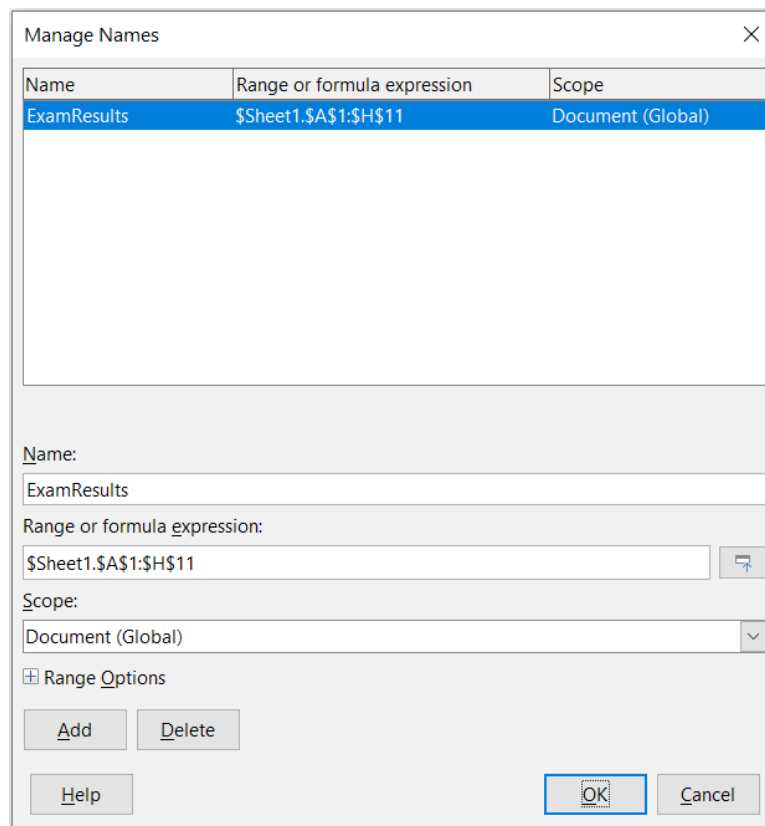 Manage Names
Name Range or formula expression Scope
ExamResults $Sheet1.$A$1:$H$11 Document (Global)
Name:
ExamResults
Range or formula expression:
$Sheet1.$A$1:$H$11
Scope:
Document (Global)
Range Options
Add Delete
Help OK Cancel